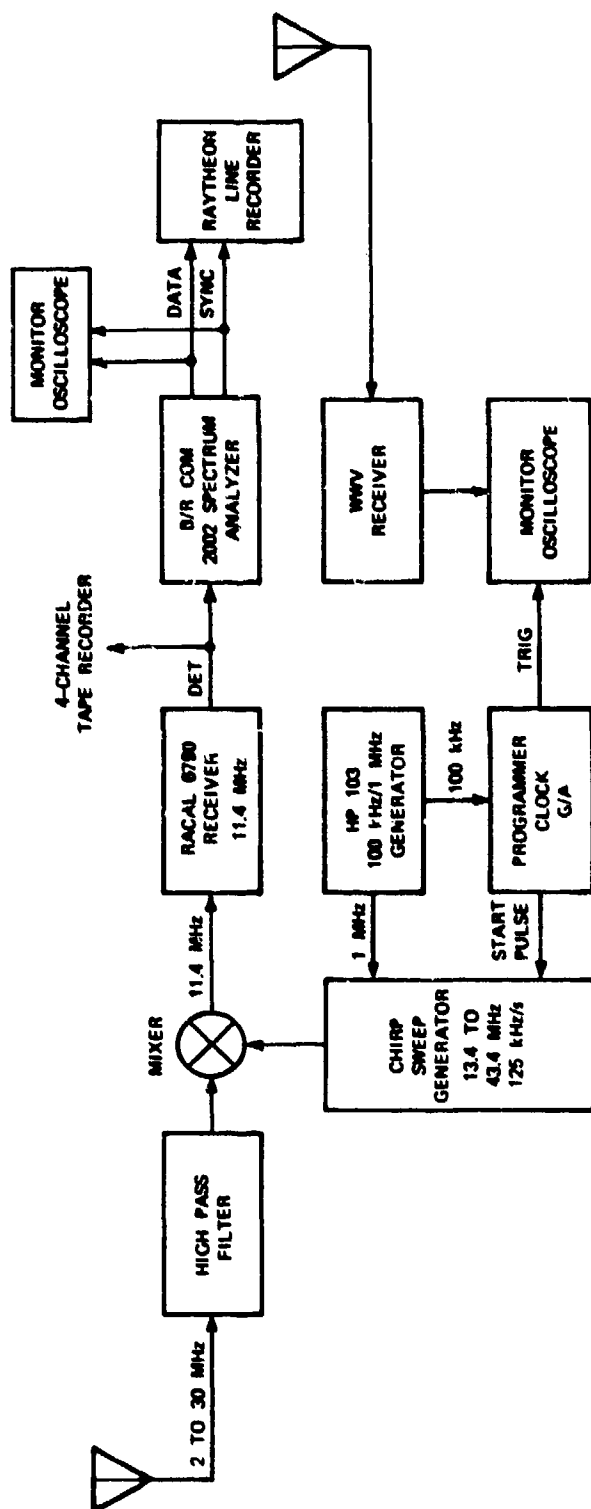 2 TO 30 MHz
HIGH PASS
FILTER
MIXER
11.4 MHz
RACAL 6790
RECEIVER
11.4 MHz
DET
4-CHANNEL
TAPE RECORDER
B/R COM
2002 SPECTRUM
ANALYZER
DATA
SYNC
MONITOR
OSCILLOSCOPE
RAYTHEON
LINE
RECORDER
CHIRP
SWEEP
GENERATOR
13.4 TO
43.4 MHz
125 kHz/s
1 MHz
START
PULSE
HP 103
100 kHz/1 MHz
GENERATOR
100 kHz
PROGRAMMER
CLOCK
G/A
TRIG
WWV
RECEIVER
MONITOR
OSCILLOSCOPE